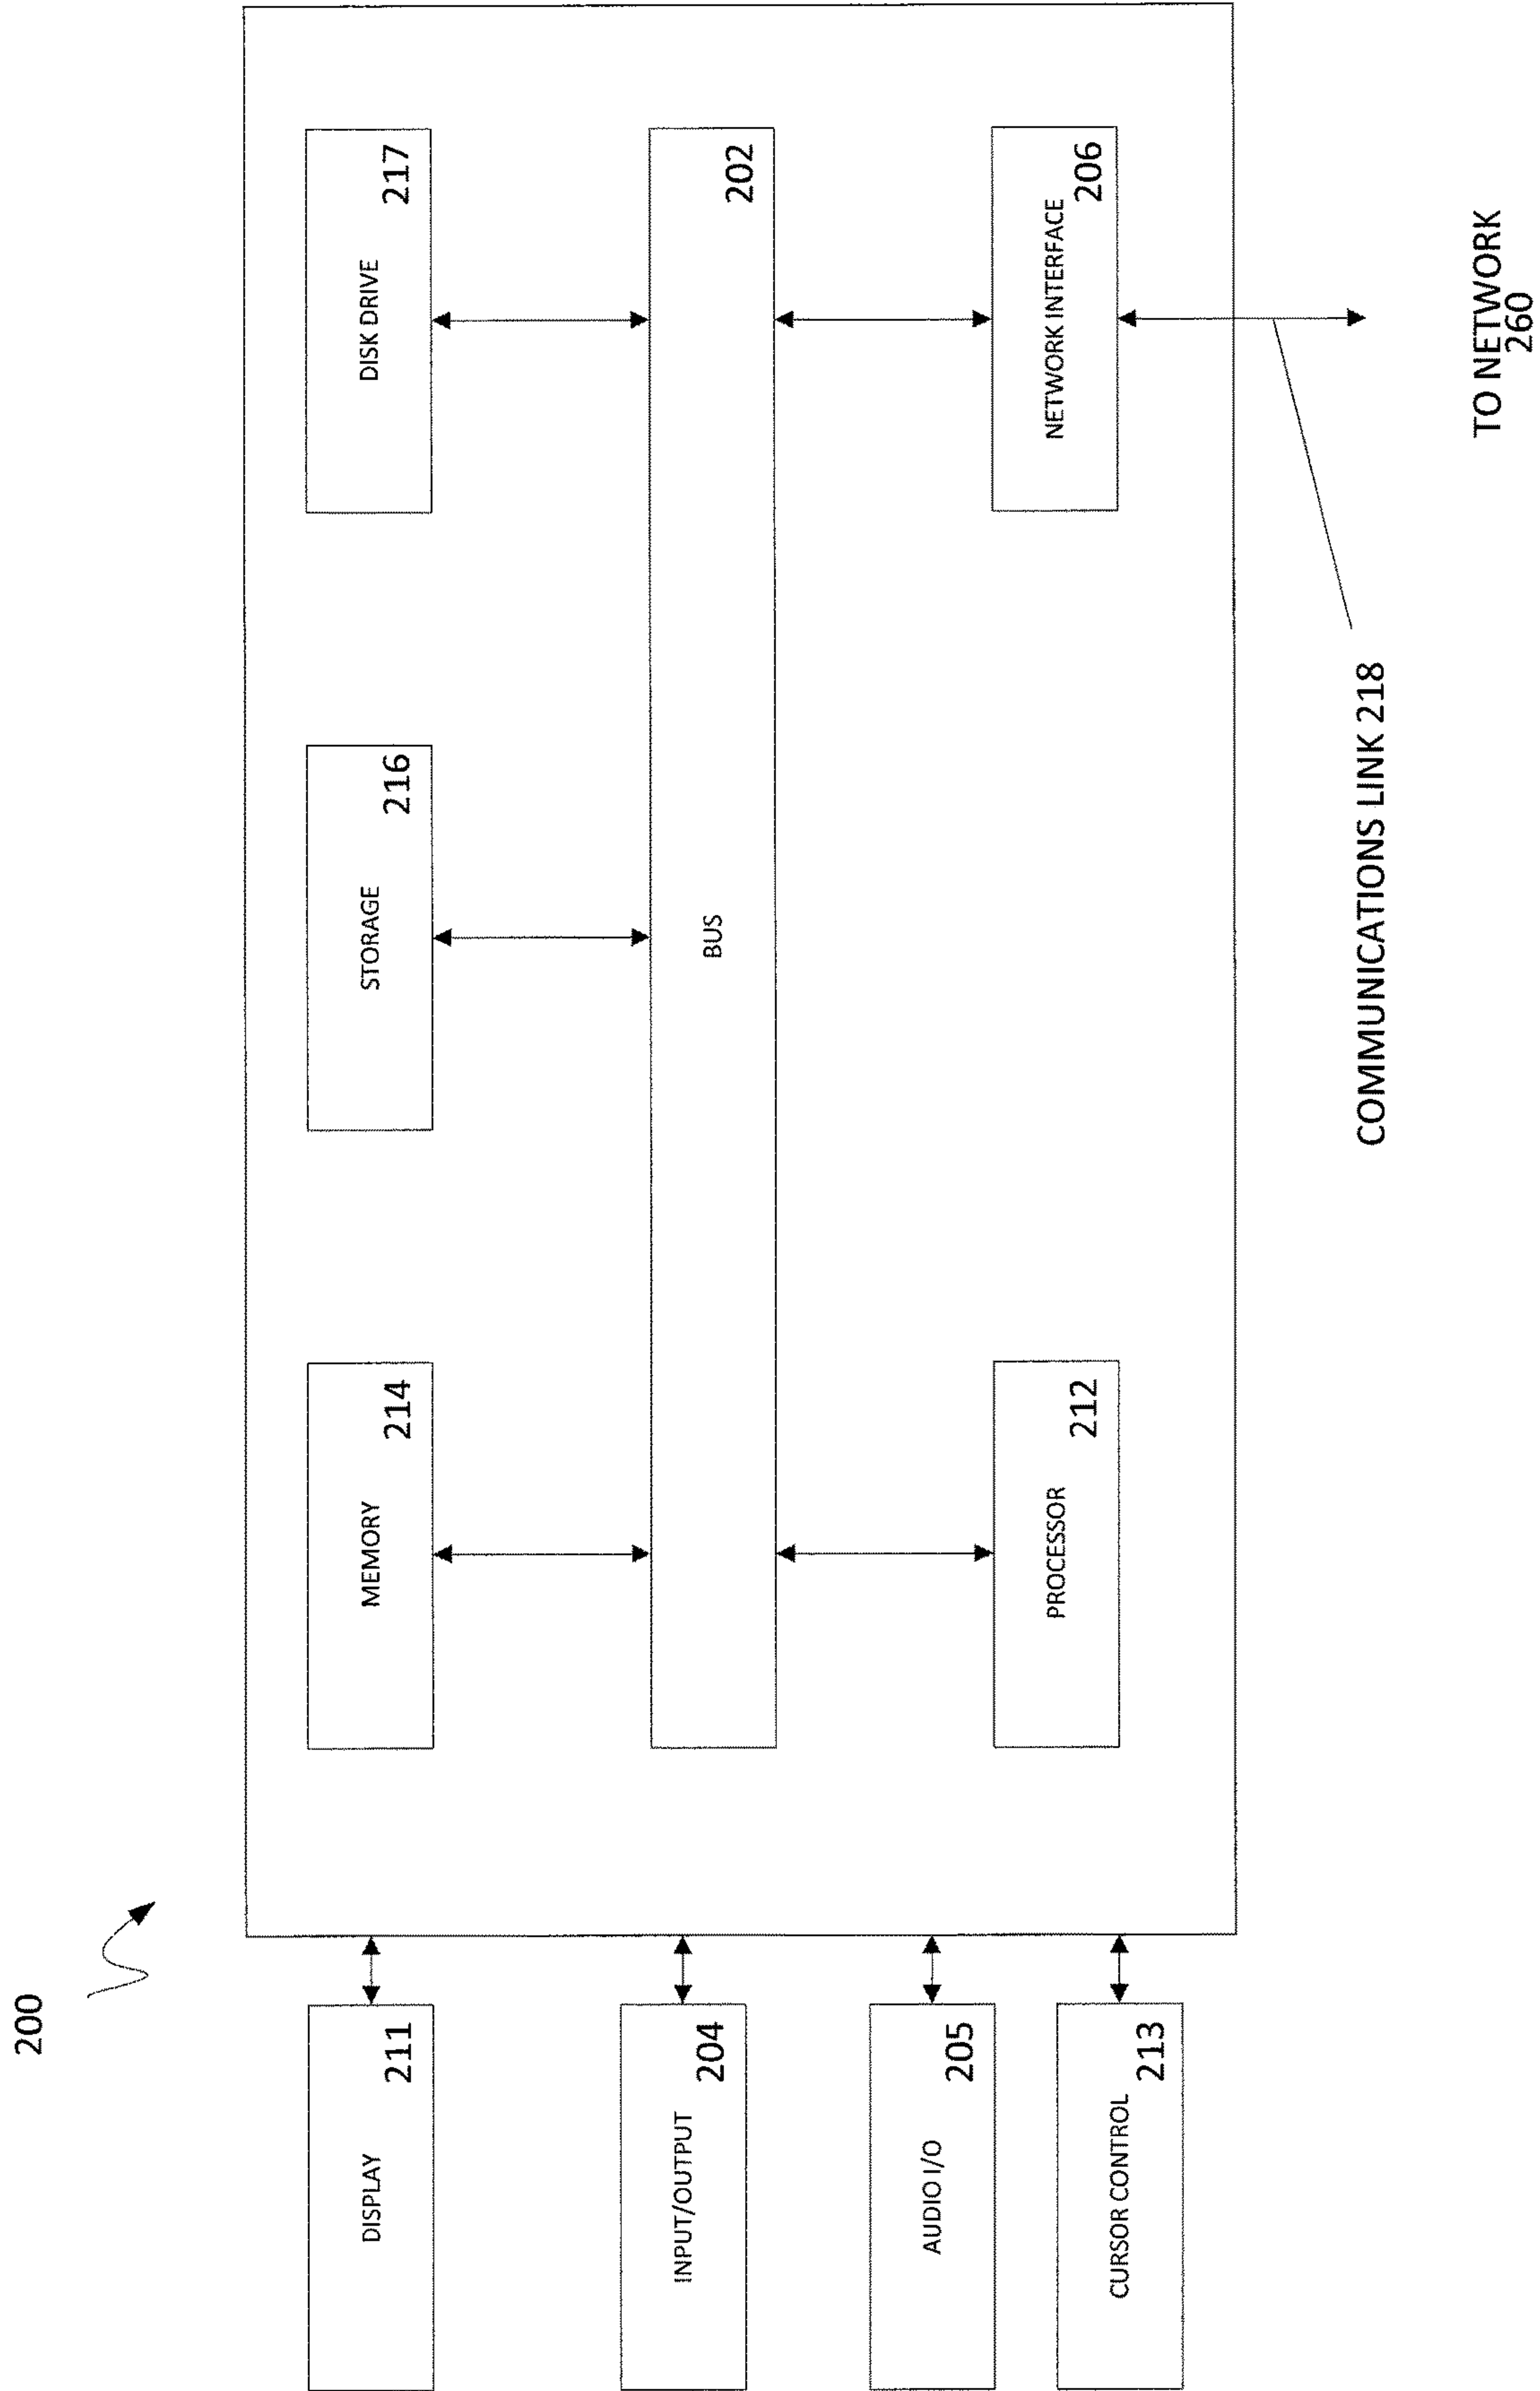 200
DISPLAY
211
INPUT/OUTPUT
204
AUDIO I/O
205
CURSOR CONTROL
213
MEMORY
214
STORAGE
216
DISK DRIVE
217
BUS
202
PROCESSOR
212
NETWORK INTERFACE
206
COMMUNICATIONS LINK 218
TO NETWORK
260